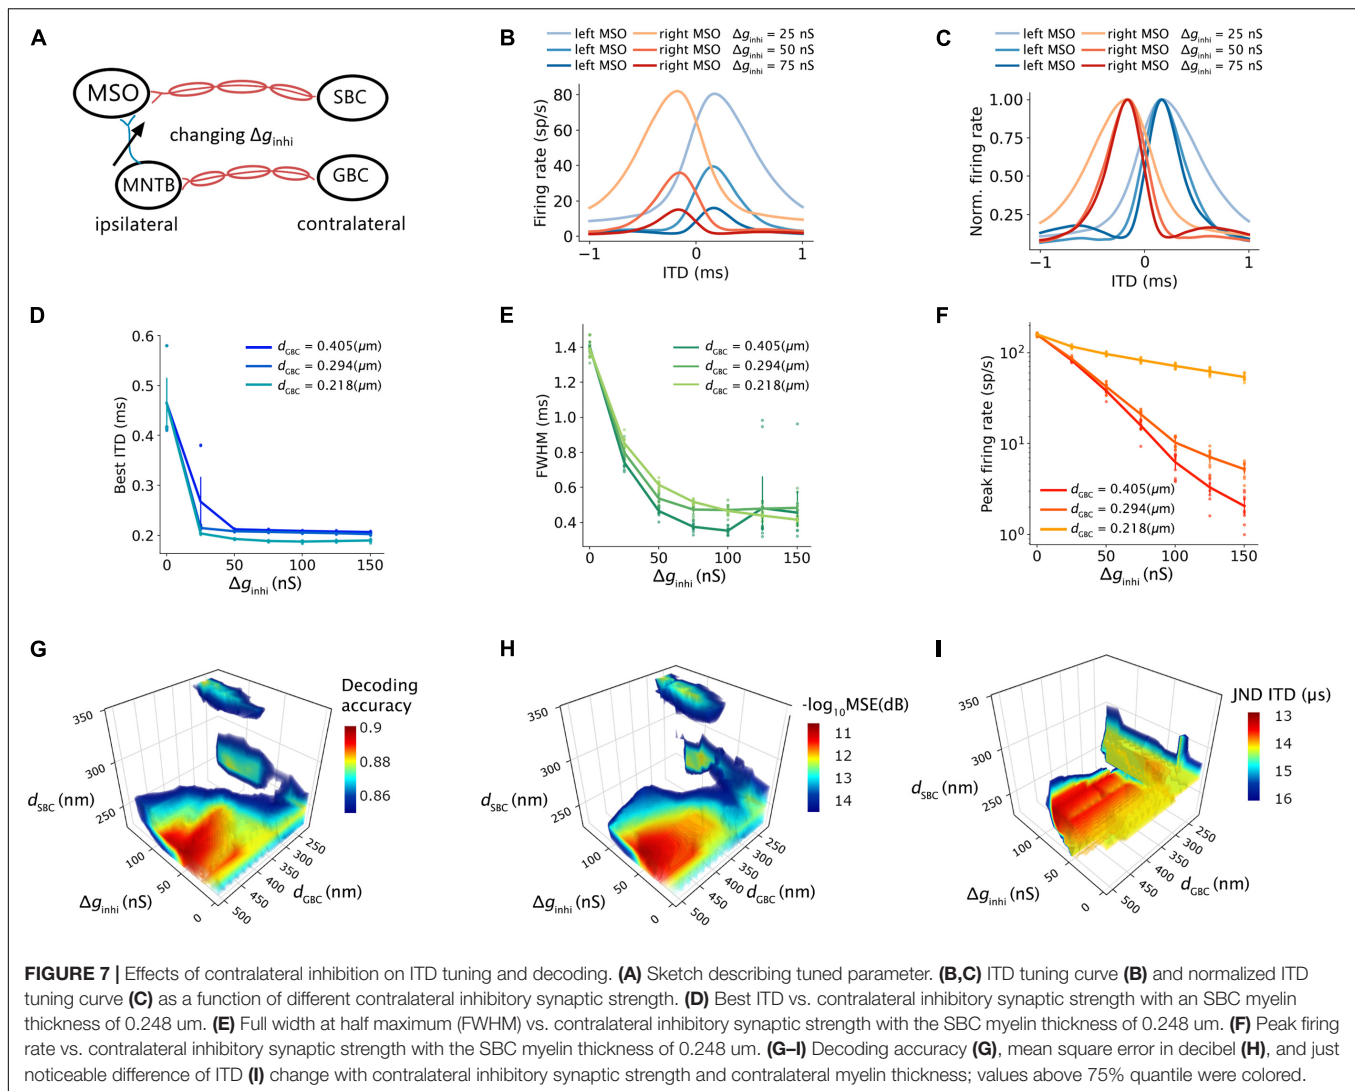 A
MSO
SBC
changing Δg_inhi
MNTB
GBC
ipsilateral
contralateral
B
left MSO right MSO Δg_inhi = 25 nS
left MSO right MSO Δg_inhi = 50 nS
left MSO right MSO Δg_inhi = 75 nS
Firing rate (sp/s)
80
60
40
20
0
−1 0 1
ITD (ms)
C
left MSO right MSO Δg_inhi = 25 nS
left MSO right MSO Δg_inhi = 50 nS
left MSO right MSO Δg_inhi = 75 nS
Norm. firing rate
1.00
0.75
0.50
0.25
−1 0 1
ITD (ms)
D
Best ITD (ms)
0.6
0.5
0.4
0.3
0.2
d_GBC = 0.405(µm)
d_GBC = 0.294(µm)
d_GBC = 0.218(µm)
0 50 100 150
Δg_inhi (nS)
E
FWHM (ms)
1.4
1.2
1.0
0.8
0.6
0.4
d_GBC = 0.405(µm)
d_GBC = 0.294(µm)
d_GBC = 0.218(µm)
0 50 100 150
Δg_inhi (nS)
F
Peak firing rate (sp/s)
10²
10¹
10⁰
d_GBC = 0.405(µm)
d_GBC = 0.294(µm)
d_GBC = 0.218(µm)
0 50 100 150
Δg_inhi (nS)
G
Decoding
accuracy
0.9
0.88
0.86
350
300
250
d_SBC (nm)
100
50
0
Δg_inhi (nS)
250
300
350
400
450
500
d_GBC (nm)
H
-log₁₀MSE(dB)
11
12
13
14
350
300
250
d_SBC (nm)
100
50
0
Δg_inhi (nS)
250
300
350
400
450
500
d_GBC (nm)
I
JND ITD (µs)
13
14
15
16
350
300
250
d_SBC (nm)
100
50
0
Δg_inhi (nS)
250
300
350
400
450
500
d_GBC (nm)
FIGURE 7 | Effects of contralateral inhibition on ITD tuning and decoding. (A) Sketch describing tuned parameter. (B,C) ITD tuning curve (B) and normalized ITD
tuning curve (C) as a function of different contralateral inhibitory synaptic strength. (D) Best ITD vs. contralateral inhibitory synaptic strength with an SBC myelin
thickness of 0.248 um. (E) Full width at half maximum (FWHM) vs. contralateral inhibitory synaptic strength with the SBC myelin thickness of 0.248 um. (F) Peak firing
rate vs. contralateral inhibitory synaptic strength with the SBC myelin thickness of 0.248 um. (G–I) Decoding accuracy (G), mean square error in decibel (H), and just
noticeable difference of ITD (I) change with contralateral inhibitory synaptic strength and contralateral myelin thickness; values above 75% quantile were colored.